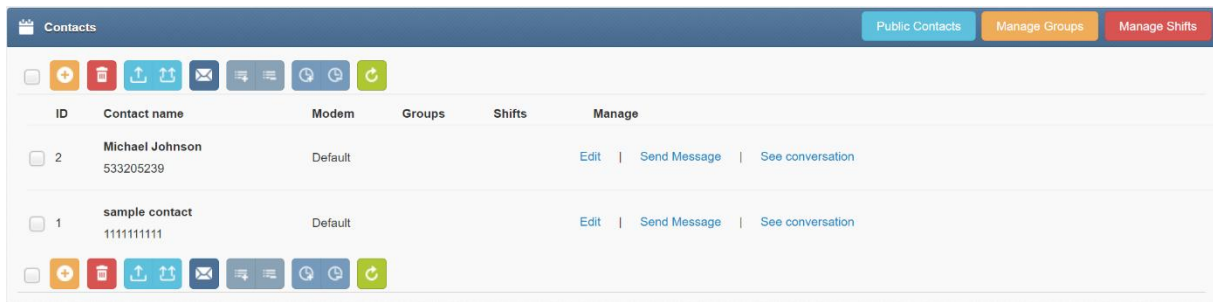 Contacts Public Contacts Manage Groups Manage Shifts
ID Contact name Modem Groups Shifts Manage
2 Michael Johnson Default Edit | Send Message | See conversation
533205239
1 sample contact Default Edit | Send Message | See conversation
1111111111